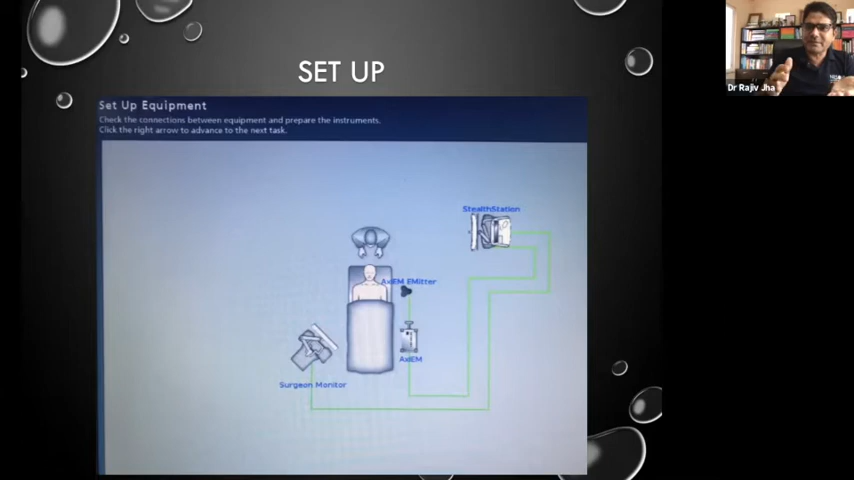 SET UP
Set Up Equipment
Check the connections between equipment and prepare the instruments.
Click the right arrow to advance to the next task.
StealthStation
AxiEM EMitter
AxiEM
Surgeon Monitor
Dr Rajiv Jha